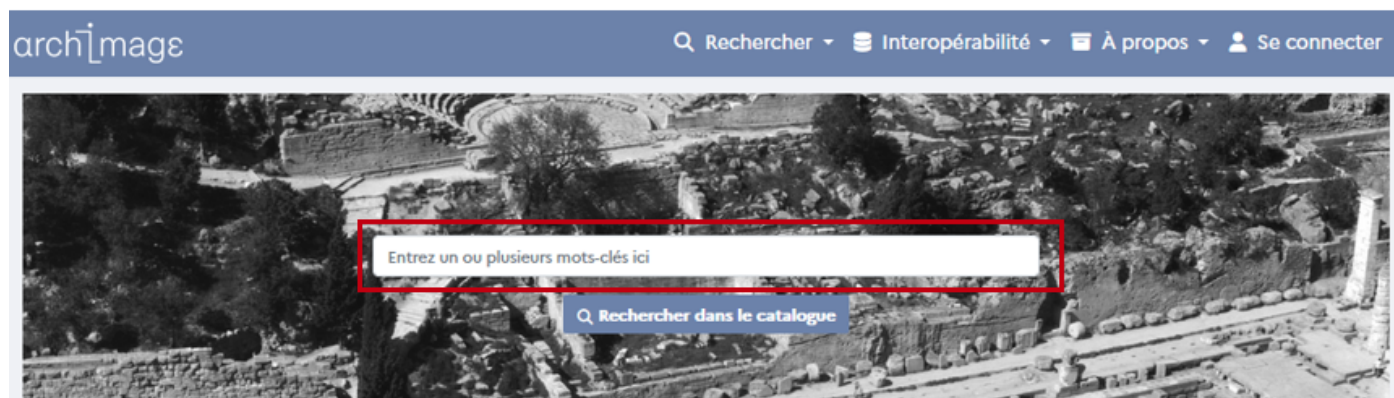 archimage
Rechercher Interopérabilité À propos Se connecter
Entrez un ou plusieurs mots-clés ici
Rechercher dans le catalogue